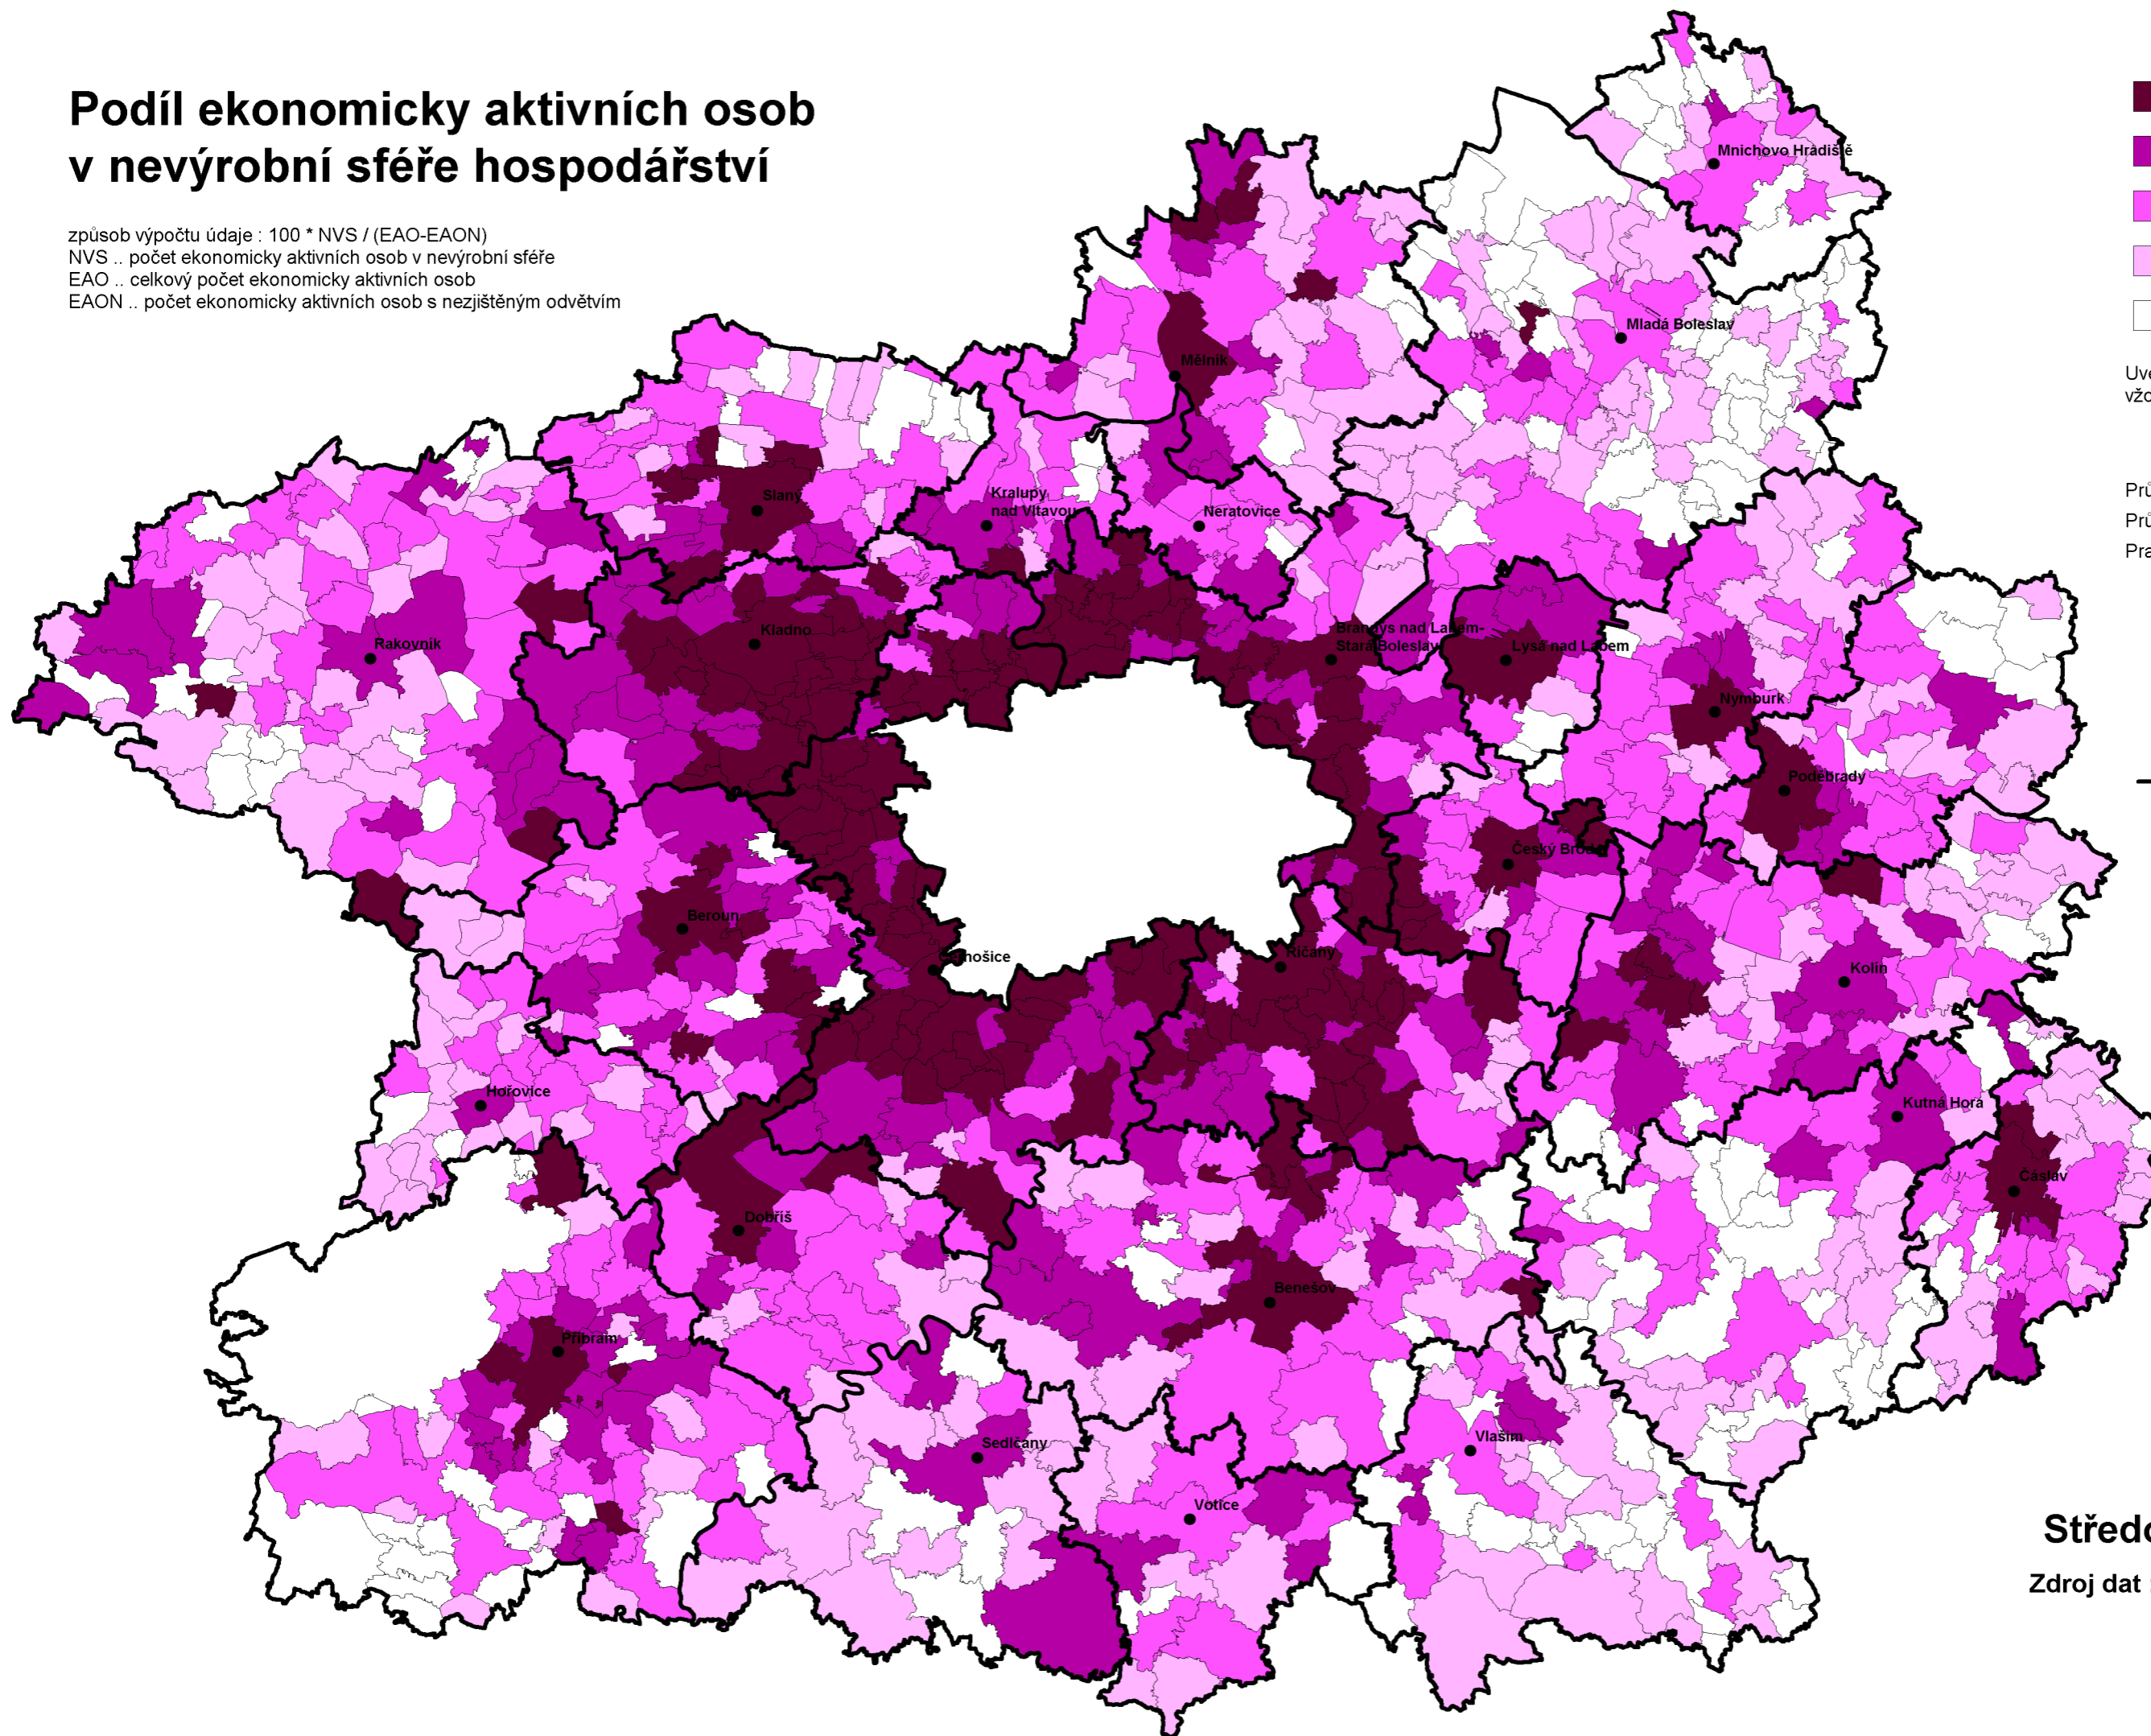 Podíl ekonomicky aktivních osob
v nevýrobní sféře hospodářství
způsob výpočtu údaje : 100 * NVS / (EAO-EAON)
NVS .. počet ekonomicky aktivních osob v nevýrobní sféře
EAO .. celkový počet ekonomicky aktivních osob
EAON .. počet ekonomicky aktivních osob s nezjištěným odvětvím
Mnichovo Hradiště
Mladá Boleslav
Mělník
Slaný
Kralupy
nad Vltavou
Neratovice
Rakovník
Kladno
Brandýs nad Labem-
Stará Boleslav
Lysá nad Labem
Nymburk
Poděbrady
Český Brod
Beroun
Černošice
Říčany
Kolín
Hořovice
Kutná Hora
Čáslav
Dobříš
Benešov
Příbram
Sedlčany
Vlašim
Votice
Zdroj dat :